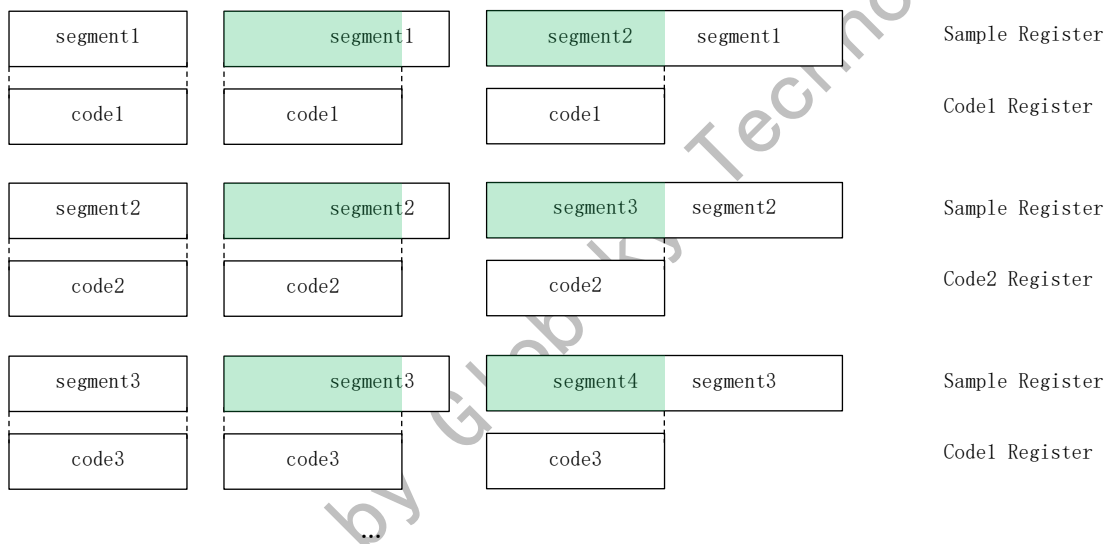 segment1 segment1 segment2 segment1 Sample Register
code1 code1 code1 Code1 Register
segment2 segment2 segment3 segment2 Sample Register
code2 code2 code2 Code2 Register
segment3 segment3 segment4 segment3 Sample Register
code3 code3 code3 Code1 Register
...
by